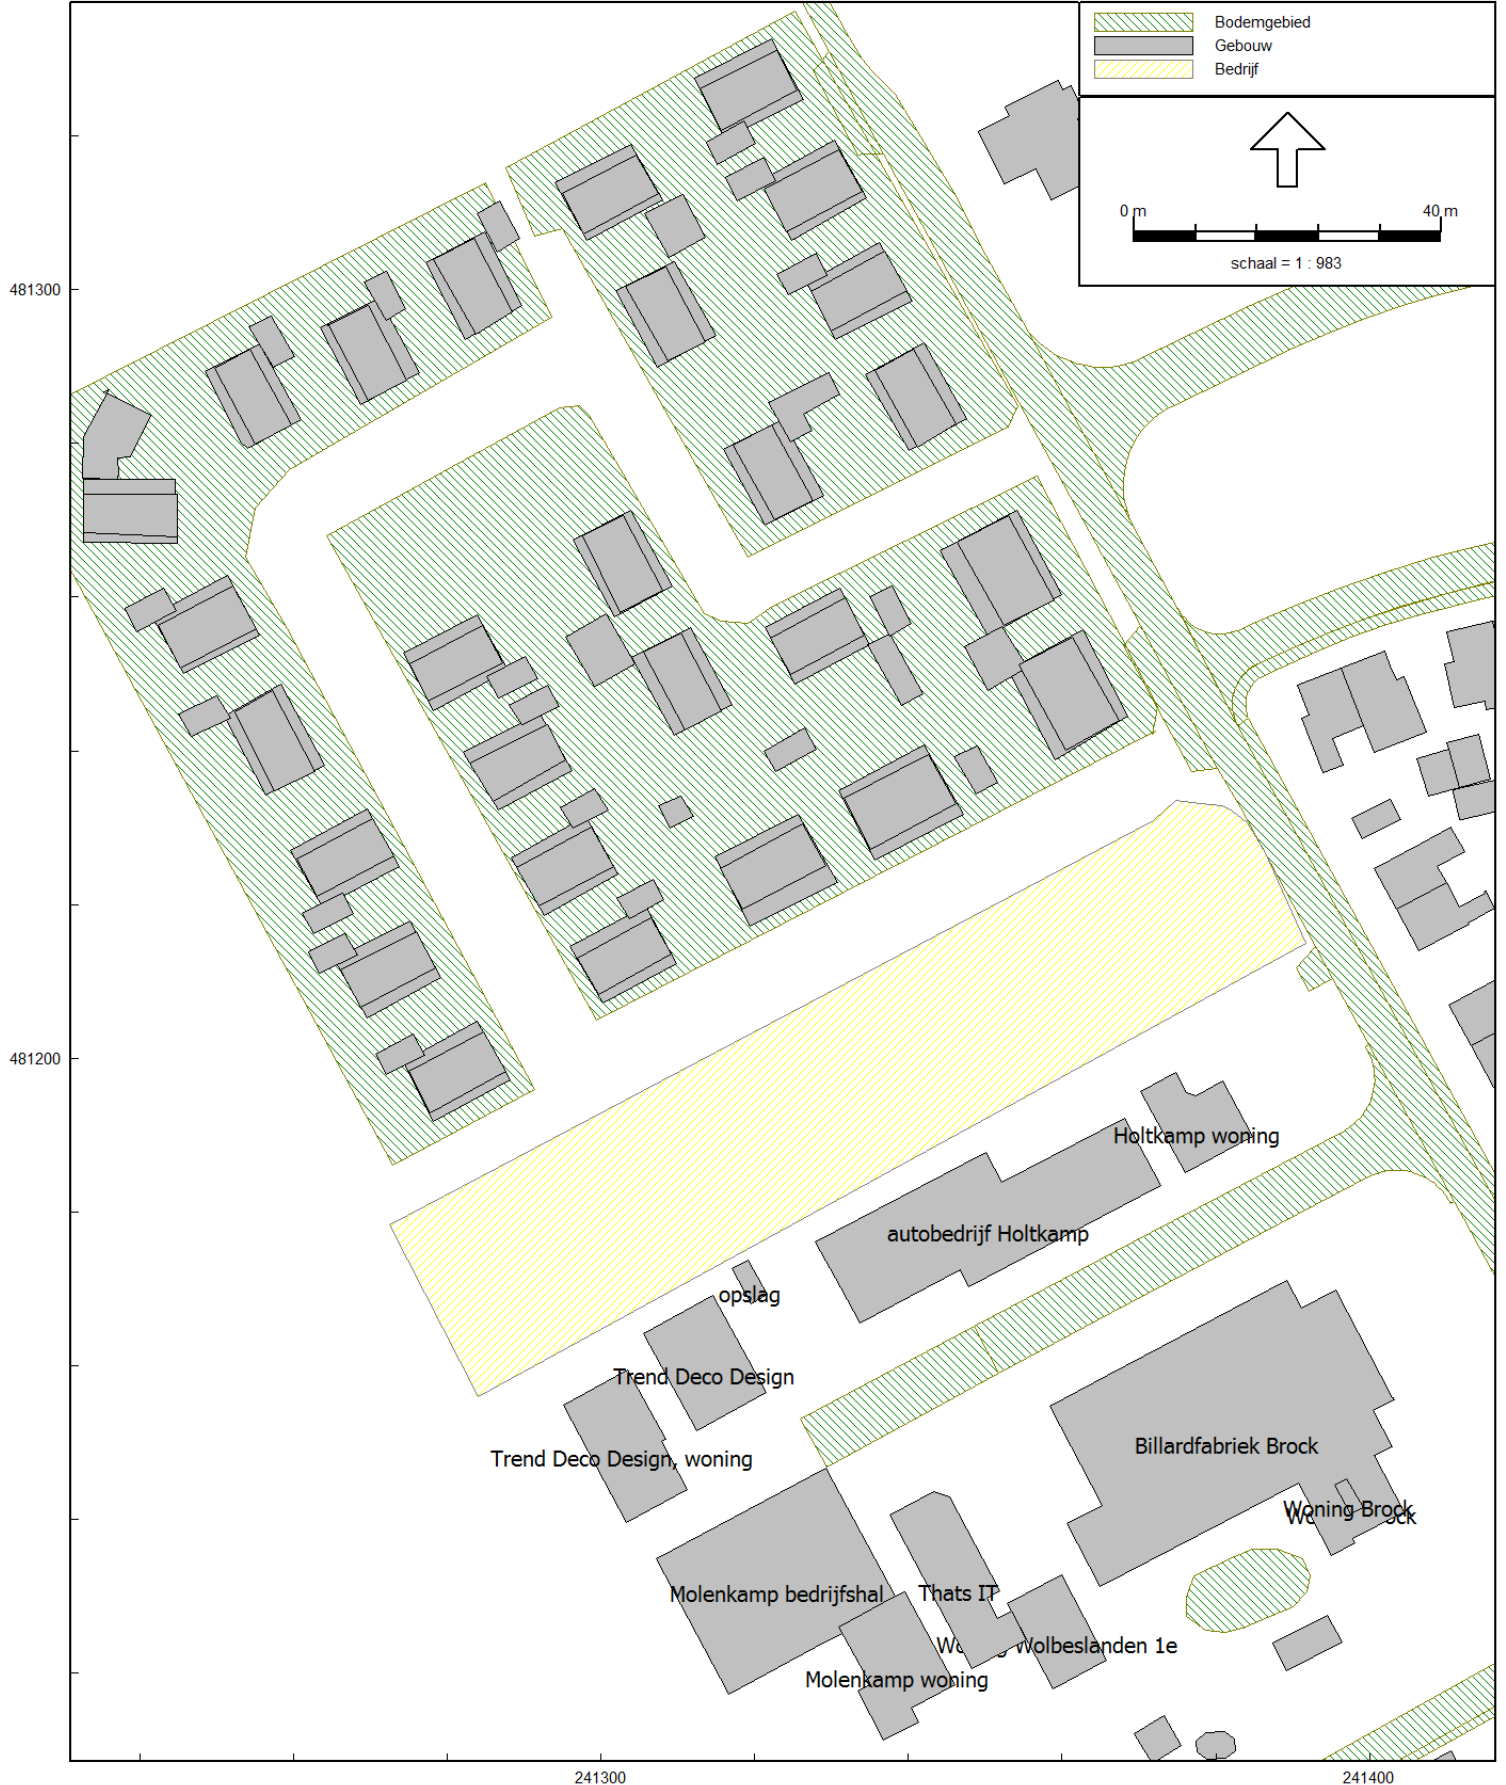 Bodemgebied
Gebouw
Bedrijf
0 m 40 m
schaal = 1 : 983
481300
481200
Holtkamp woning
autobedrijf Holtkamp
opslag
Trend Deco Design
Trend Deco Design, woning
Billardfabriek Brock
Woning Brock
Molenkamp bedrijfshal
Thats IT
Wolbeslanden 1e
Molenkamp woning
241300
241400